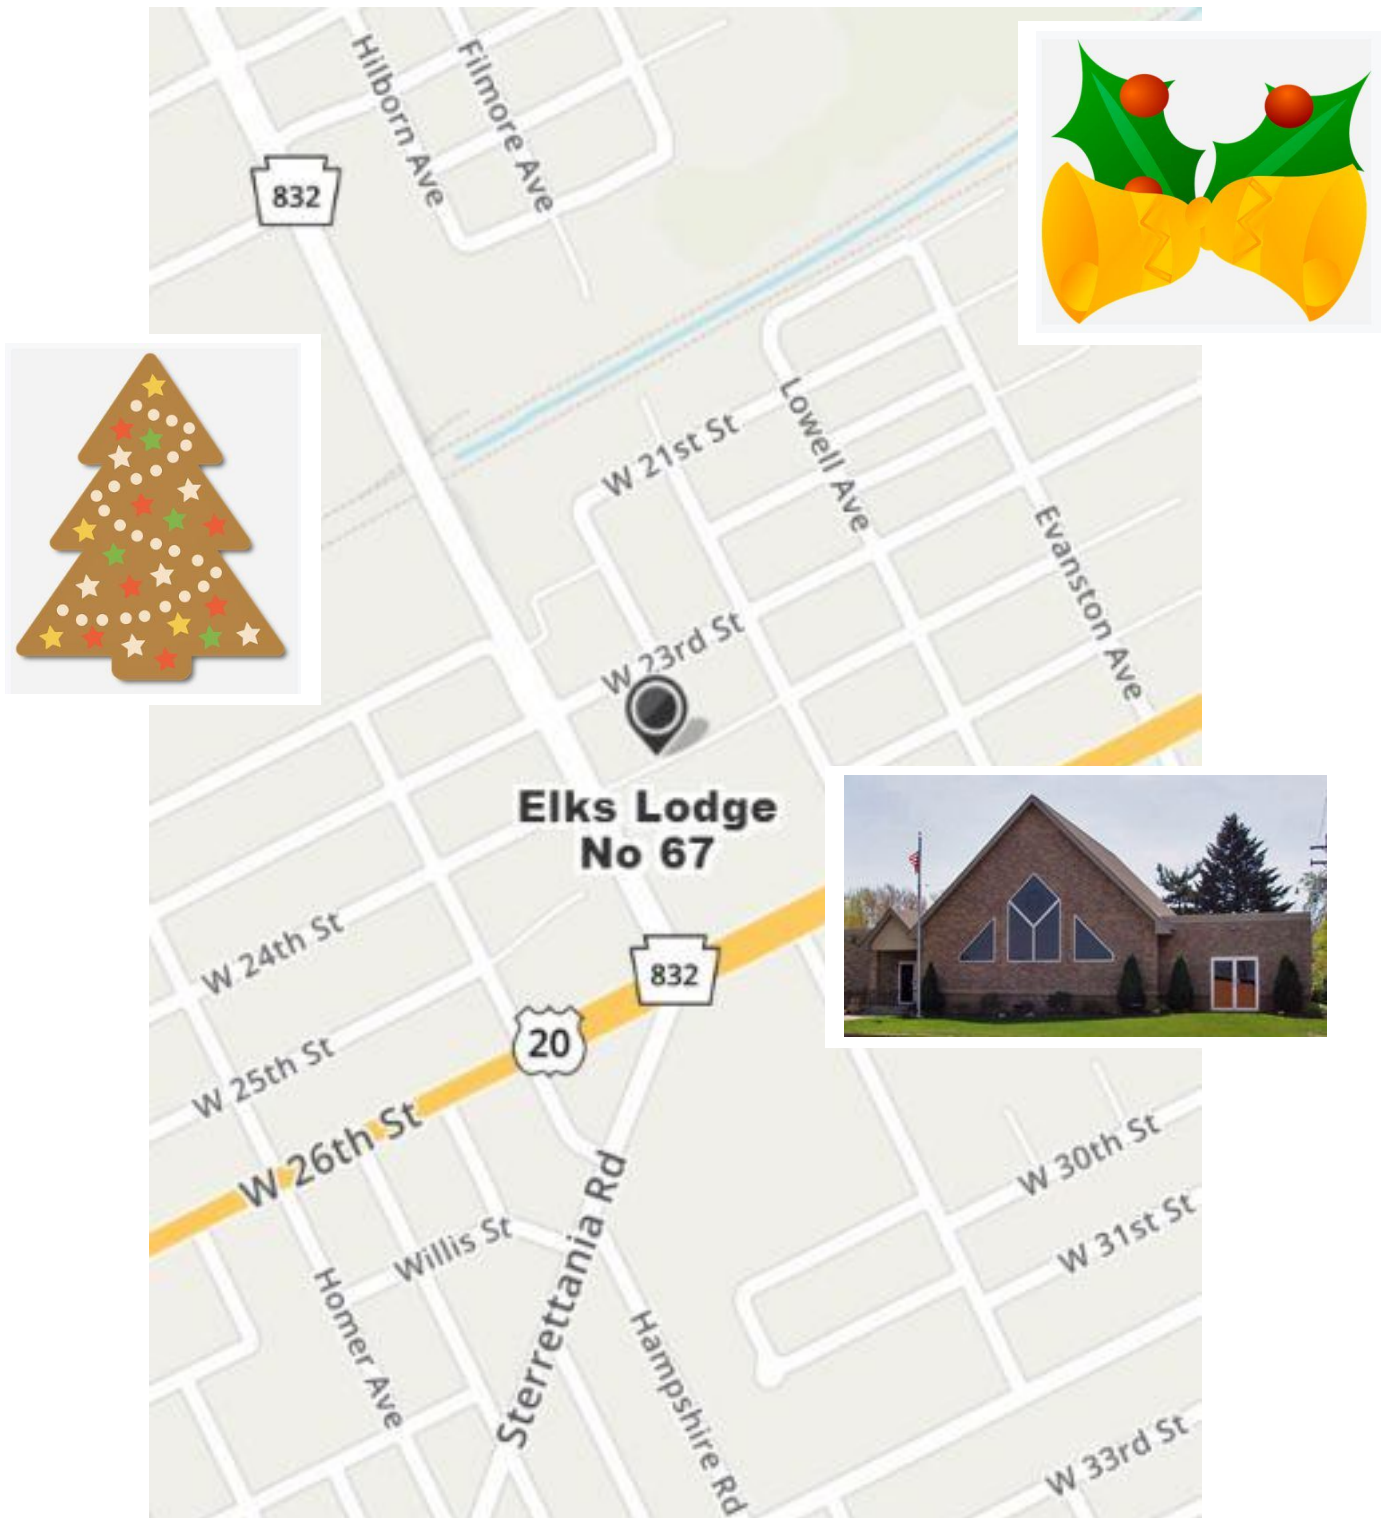 Hilborn Ave
Filmore Ave
832
W 21st St
Lowell Ave
Evanston Ave
W 23rd St
Elks Lodge
No 67
W 24th St
832
20
W 25th St
W 26th St
W 30th St
Willis St
W 31st St
Homer Ave
Sterrettania Rd
Hampshire Rd
W 33rd St